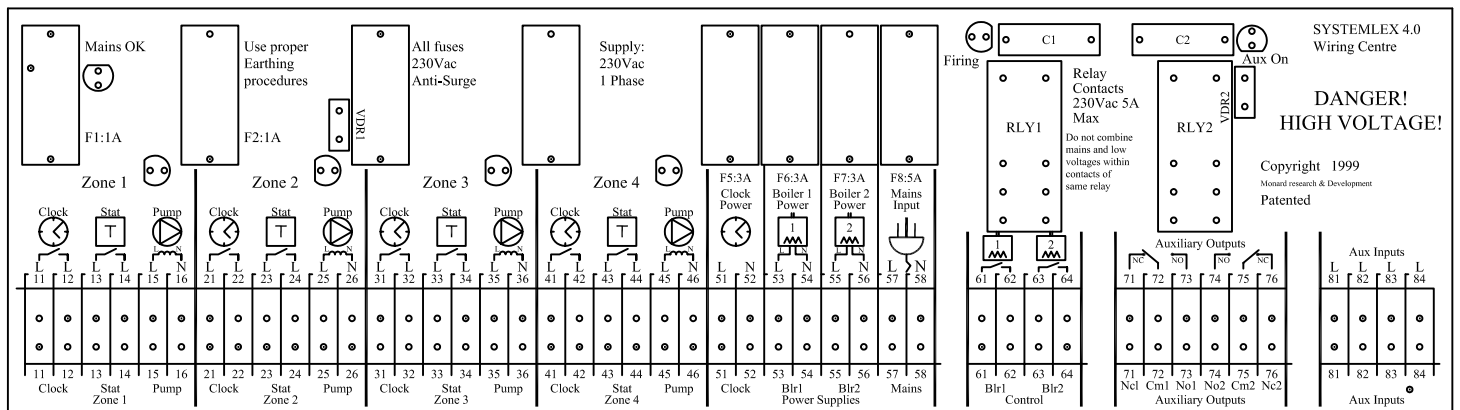 Mains OK
F1:1A
Use proper
Earthing
procedures
F2:1A
VDR1
All fuses
230Vac
Anti-Surge
Supply:
230Vac
1 Phase
Firing
C1
C2
Aux On
SYSTEMLEX 4.0
Wiring Centre
RLY1
Relay
Contacts
230Vac 5A
Max
Do not combine
mains and low
voltages within
contacts of
same relay
RLY2
VDR2
DANGER!
HIGH VOLTAGE!
Copyright 1999
Monard research & Development
Patented
Zone 1
Zone 2
Zone 3
Zone 4
F5:3A
Clock
Power
F6:3A
Boiler 1
Power
F7:3A
Boiler 2
Power
F8:5A
Mains
Input
Clock Stat Pump
Clock Stat Pump
Clock Stat Pump
Clock Stat Pump
T T T T
1 2
1 2
L N L N L N L N
L N L N
Auxiliary Outputs
NC NO NO NC
Aux Inputs
L L L L L N
L L L L L N
L L L L L N
L L L L L N
L N L N L N L N
L L L L
11 12 13 14 15 16 21 22 23 24 25 26 31 32 33 34 35 36 41 42 43 44 45 46 51 52 53 54 55 56 57 58 61 62 63 64 71 72 73 74 75 76 81 82 83 84
11 12 13 14 15 16 21 22 23 24 25 26 31 32 33 34 35 36 41 42 43 44 45 46 51 52 53 54 55 56 57 58 61 62 63 64 71 72 73 74 75 76 81 82 83 84
Clock Stat Pump
Zone 1
Clock Stat Pump
Zone 2
Clock Stat Pump
Zone 3
Clock Stat Pump
Zone 4
Clock Blr1 Blr2 Mains
Power Supplies
Blr1 Blr2
Control
Nc1 Cm1 No1 No2 Cm2 Nc2
Auxiliary Outputs
Aux Inputs